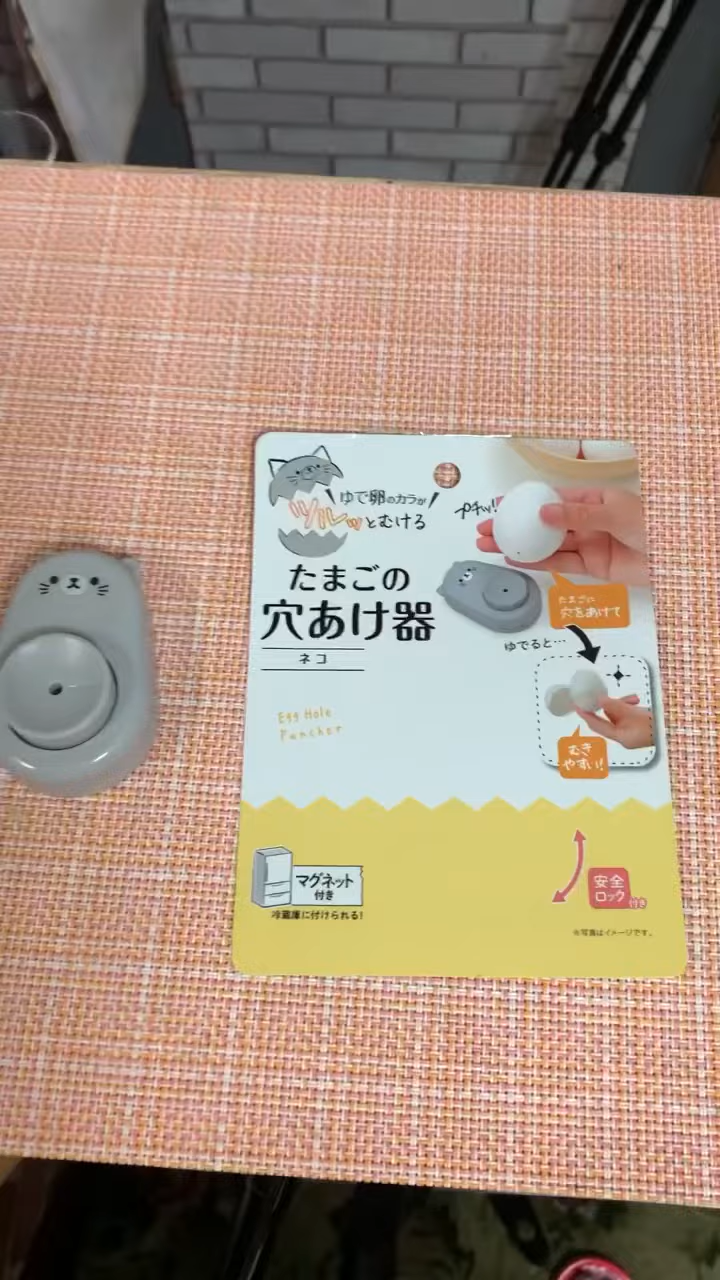 ゆで卵のカラが
ツルッとむける
プチッ!
たまごの
穴あけ器
ネコ
たまごに
穴をあけて
ゆでると…
Egg Hole
Puncher
むき
やすい!
マグネット
付き
冷蔵庫に付けられる!
安全
ロック付き
※写真はイメージです。